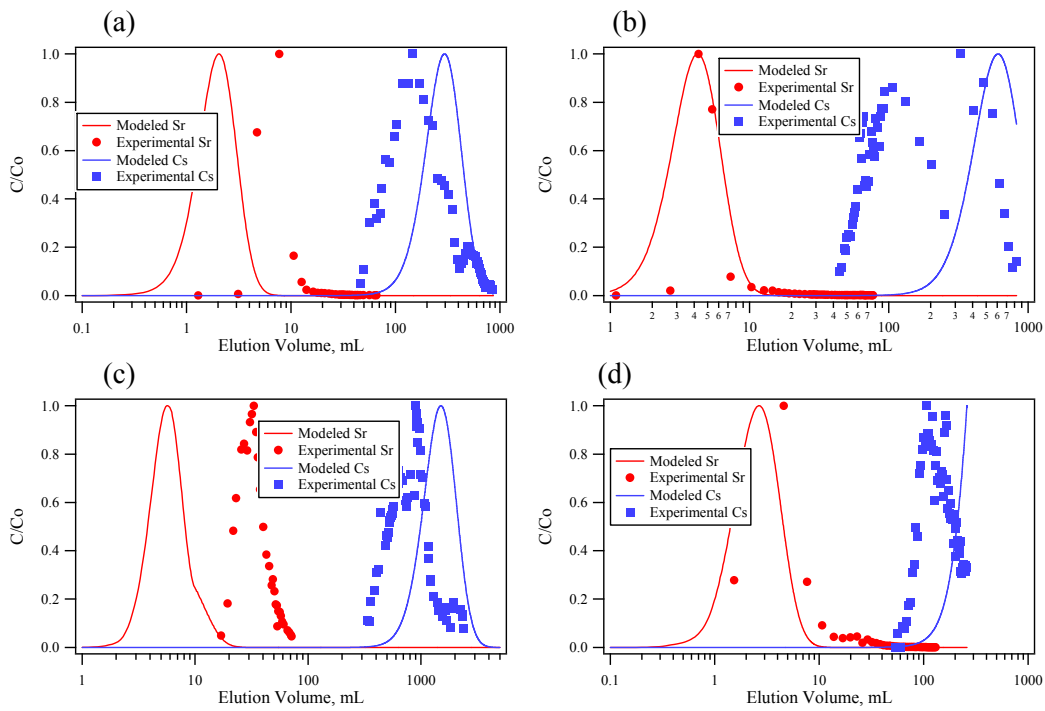 (a)
1.0
0.8
0.6
0.4
0.2
0.0
C/Co
Modeled Sr
Experimental Sr
Modeled Cs
Experimental Cs
0.1
1
10
100
1000
Elution Volume, mL
(b)
1.0
0.8
0.6
0.4
0.2
0.0
C/Co
Modeled Sr
Experimental Sr
Modeled Cs
Experimental Cs
1 2 3 4 5 6 7 10 2 3 4 5 6 7 100 2 3 4 5 6 7 1000
Elution Volume, mL
(c)
1.0
0.8
0.6
0.4
0.2
0.0
C/Co
Modeled Sr
Experimental Sr
Modeled Cs
Experimental Cs
1
10
100
1000
Elution Volume, mL
(d)
1.0
0.8
0.6
0.4
0.2
0.0
C/Co
Modeled Sr
Experimental Sr
Modeled Cs
Experimental Cs
0.1
1
10
100
1000
Elution Volume, mL